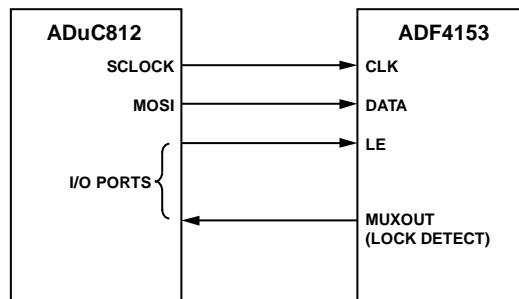 ADuC812
ADF4153
SCLOCK
CLK
MOSI
DATA
LE
I/O PORTS
MUXOUT
(LOCK DETECT)